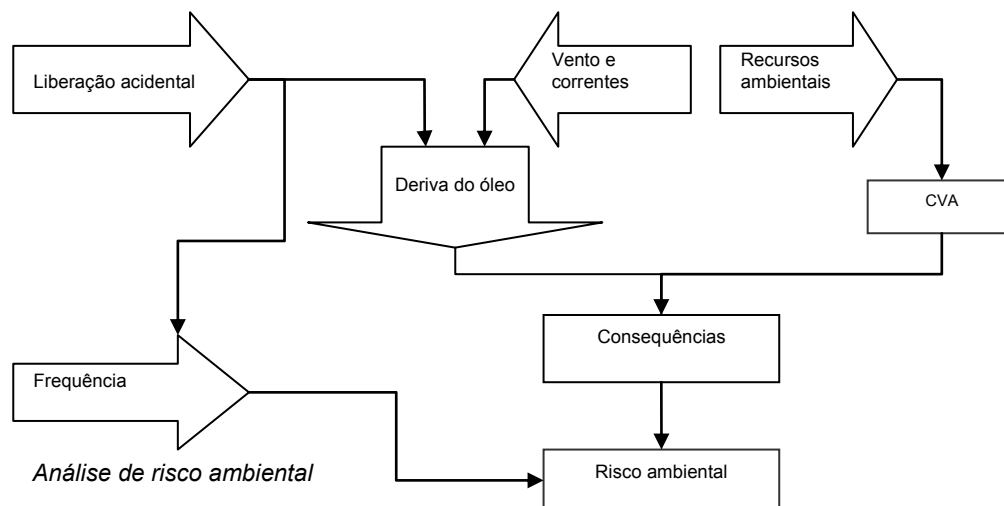 Liberação acidental
Vento e
correntes
Recursos
ambientais
Deriva do óleo
CVA
Consequências
Frequência
Análise de risco ambiental
Risco ambiental